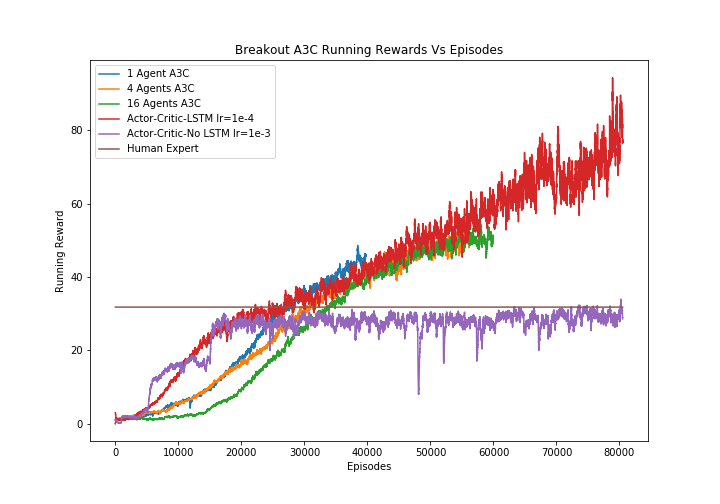 Breakout A3C Running Rewards Vs Episodes
1 Agent A3C
4 Agents A3C
16 Agents A3C
Actor-Critic-LSTM lr=1e-4
Actor-Critic-No LSTM lr=1e-3
Human Expert
Running Reward
80
60
40
20
0
0 10000 20000 30000 40000 50000 60000 70000 80000
Episodes